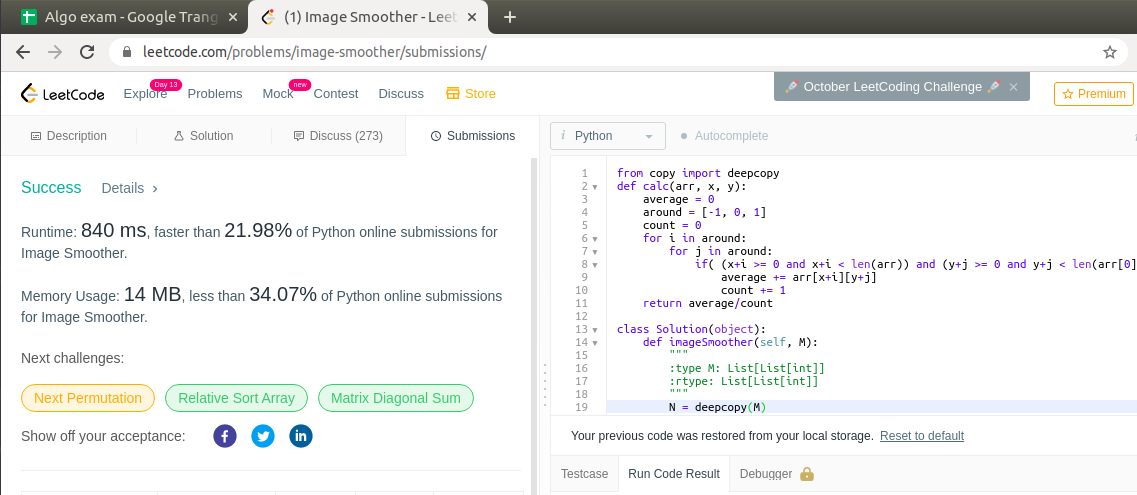 Algo exam - Google Trang
(1) Image Smoother - Leet
leetcode.com/problems/image-smoother/submissions/
LeetCode Explore Day 13 Problems Mock new Contest Discuss Store October LeetCoding Challenge Premium
Description Solution Discuss (273) Submissions
Success Details >
Runtime: 840 ms, faster than 21.98% of Python online submissions for
Image Smoother.
Memory Usage: 14 MB, less than 34.07% of Python online submissions
for Image Smoother.
Next challenges:
Next Permutation Relative Sort Array Matrix Diagonal Sum
Show off your acceptance:
i Python Autocomplete
1 from copy import deepcopy
2 def calc(arr, x, y):
3 average = 0
4 around = [-1, 0, 1]
5 count = 0
6 for i in around:
7 for j in around:
8 if( (x+i >= 0 and x+i < len(arr)) and (y+j >= 0 and y+j < len(arr[0]
9 average += arr[x+i][y+j]
10 count += 1
11 return average/count
12
13 class Solution(object):
14 def imageSmoother(self, M):
15 """
16 :type M: List[List[int]]
17 :rtype: List[List[int]]
18 """
19 N = deepcopy(M)
Your previous code was restored from your local storage. Reset to default
Testcase Run Code Result Debugger